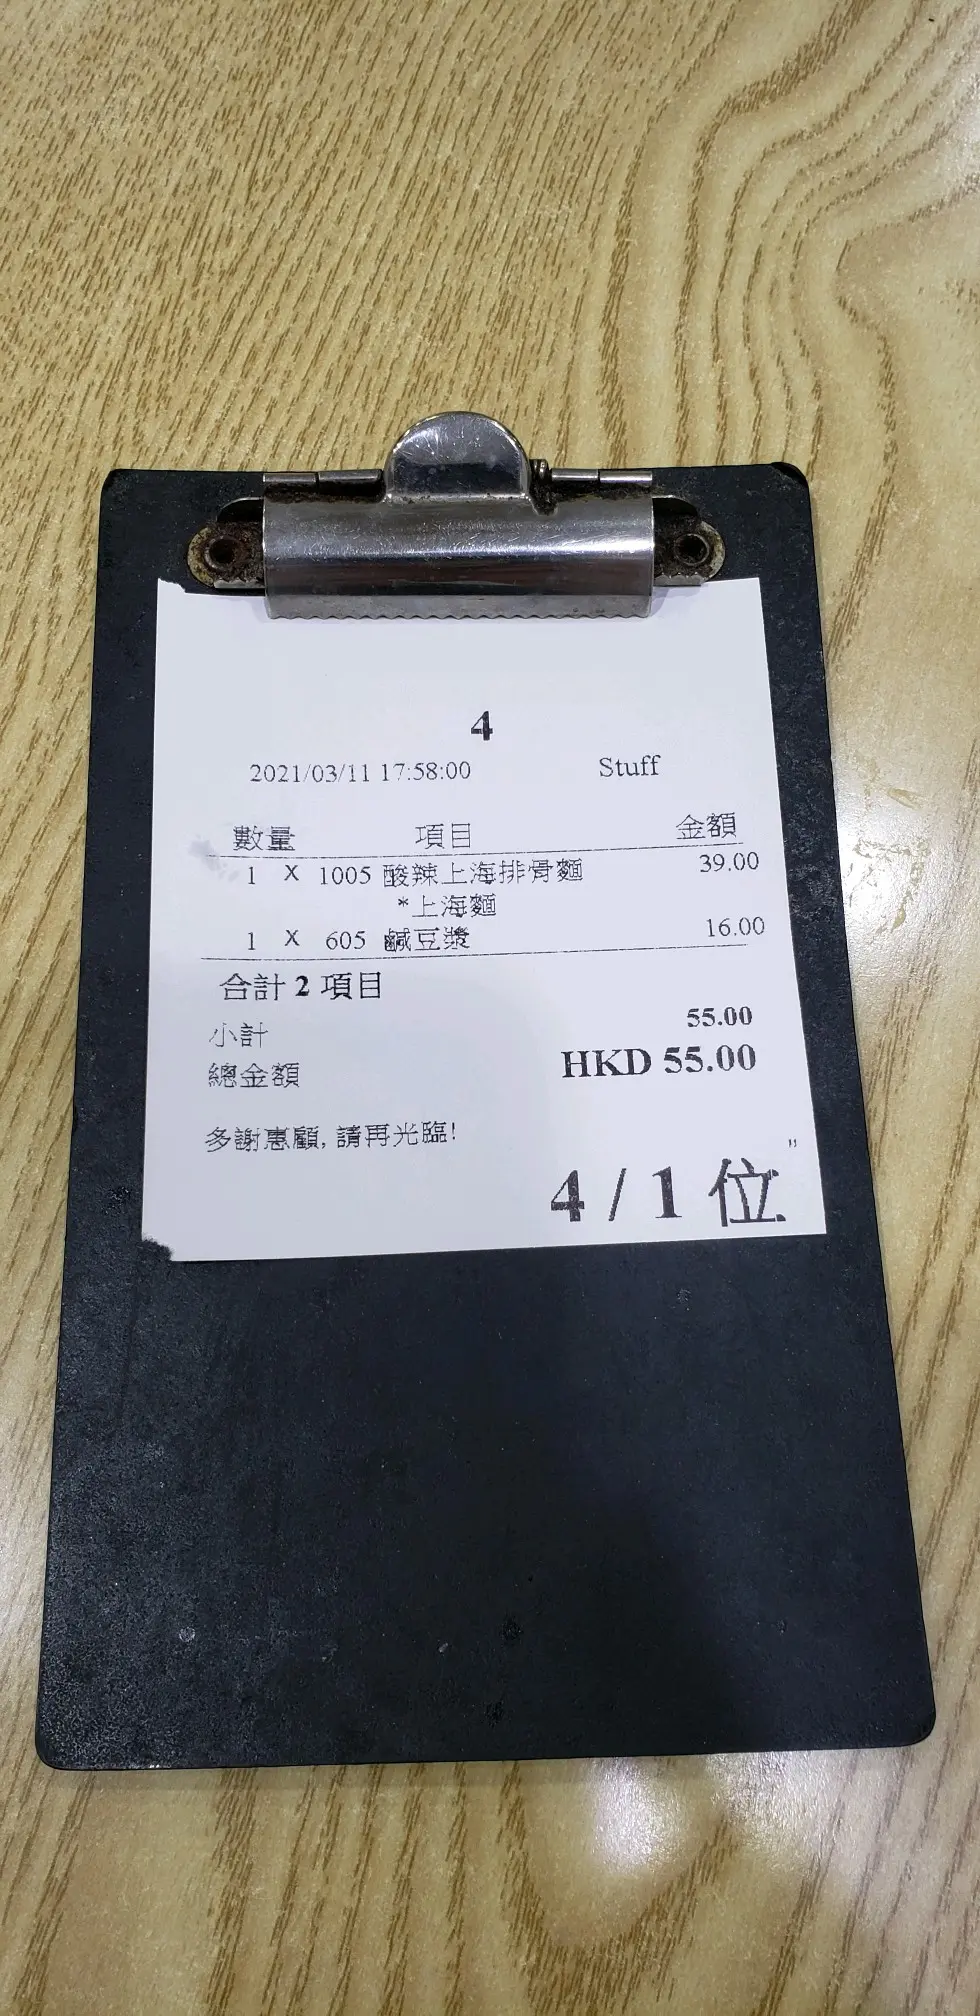 4
2021/03/11 17:58:00 Stuff
數量 項目 金額
1 X 1005 酸辣上海排骨麵 39.00
*上海麵
1 X 605 鹹豆漿 16.00
合計 2 項目
小計 55.00
總金額 HKD 55.00
多謝惠顧, 請再光臨!
"
4 / 1 位